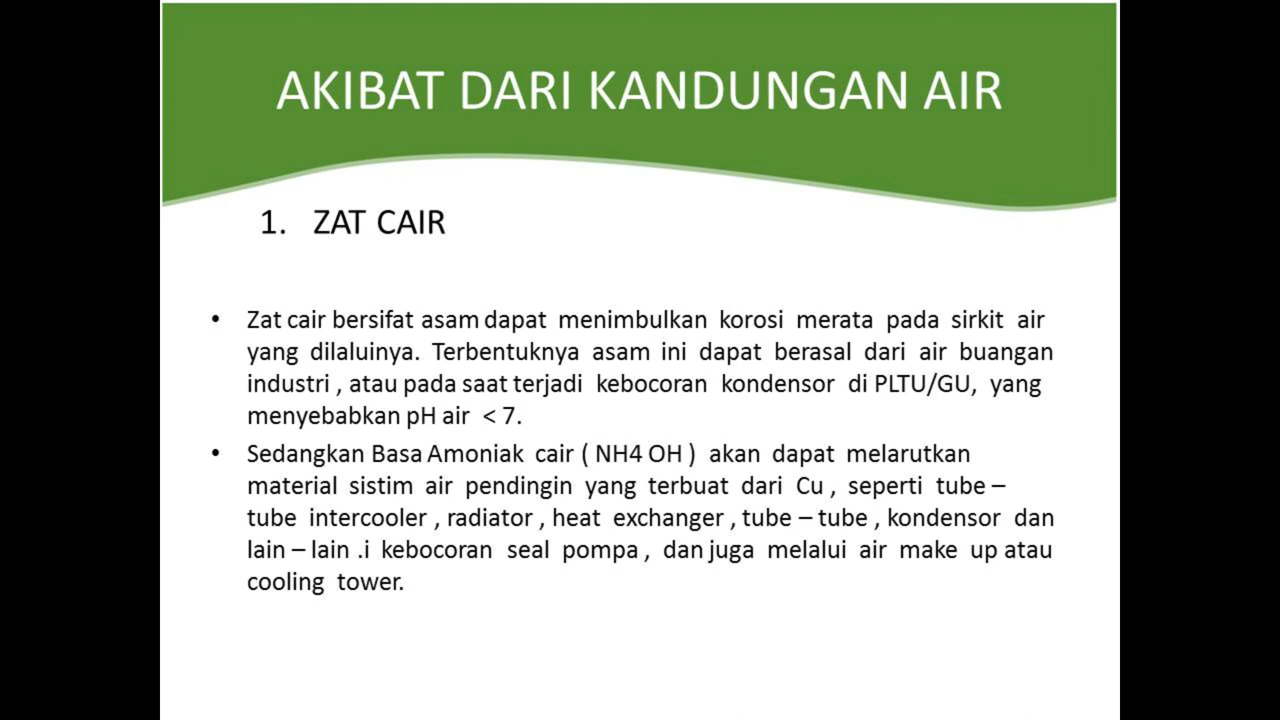 AKIBAT DARI KANDUNGAN AIR
1. ZAT CAIR
• Zat cair bersifat asam dapat menimbulkan korosi merata pada sirkit air
yang dilaluinya. Terbentuknya asam ini dapat berasal dari air buangan
industri , atau pada saat terjadi kebocoran kondensor di PLTU/GU, yang
menyebabkan pH air < 7.
• Sedangkan Basa Amoniak cair ( NH4 OH ) akan dapat melarutkan
material sistim air pendingin yang terbuat dari Cu , seperti tube –
tube intercooler , radiator , heat exchanger , tube – tube , kondensor dan
lain – lain .i kebocoran seal pompa , dan juga melalui air make up atau
cooling tower.